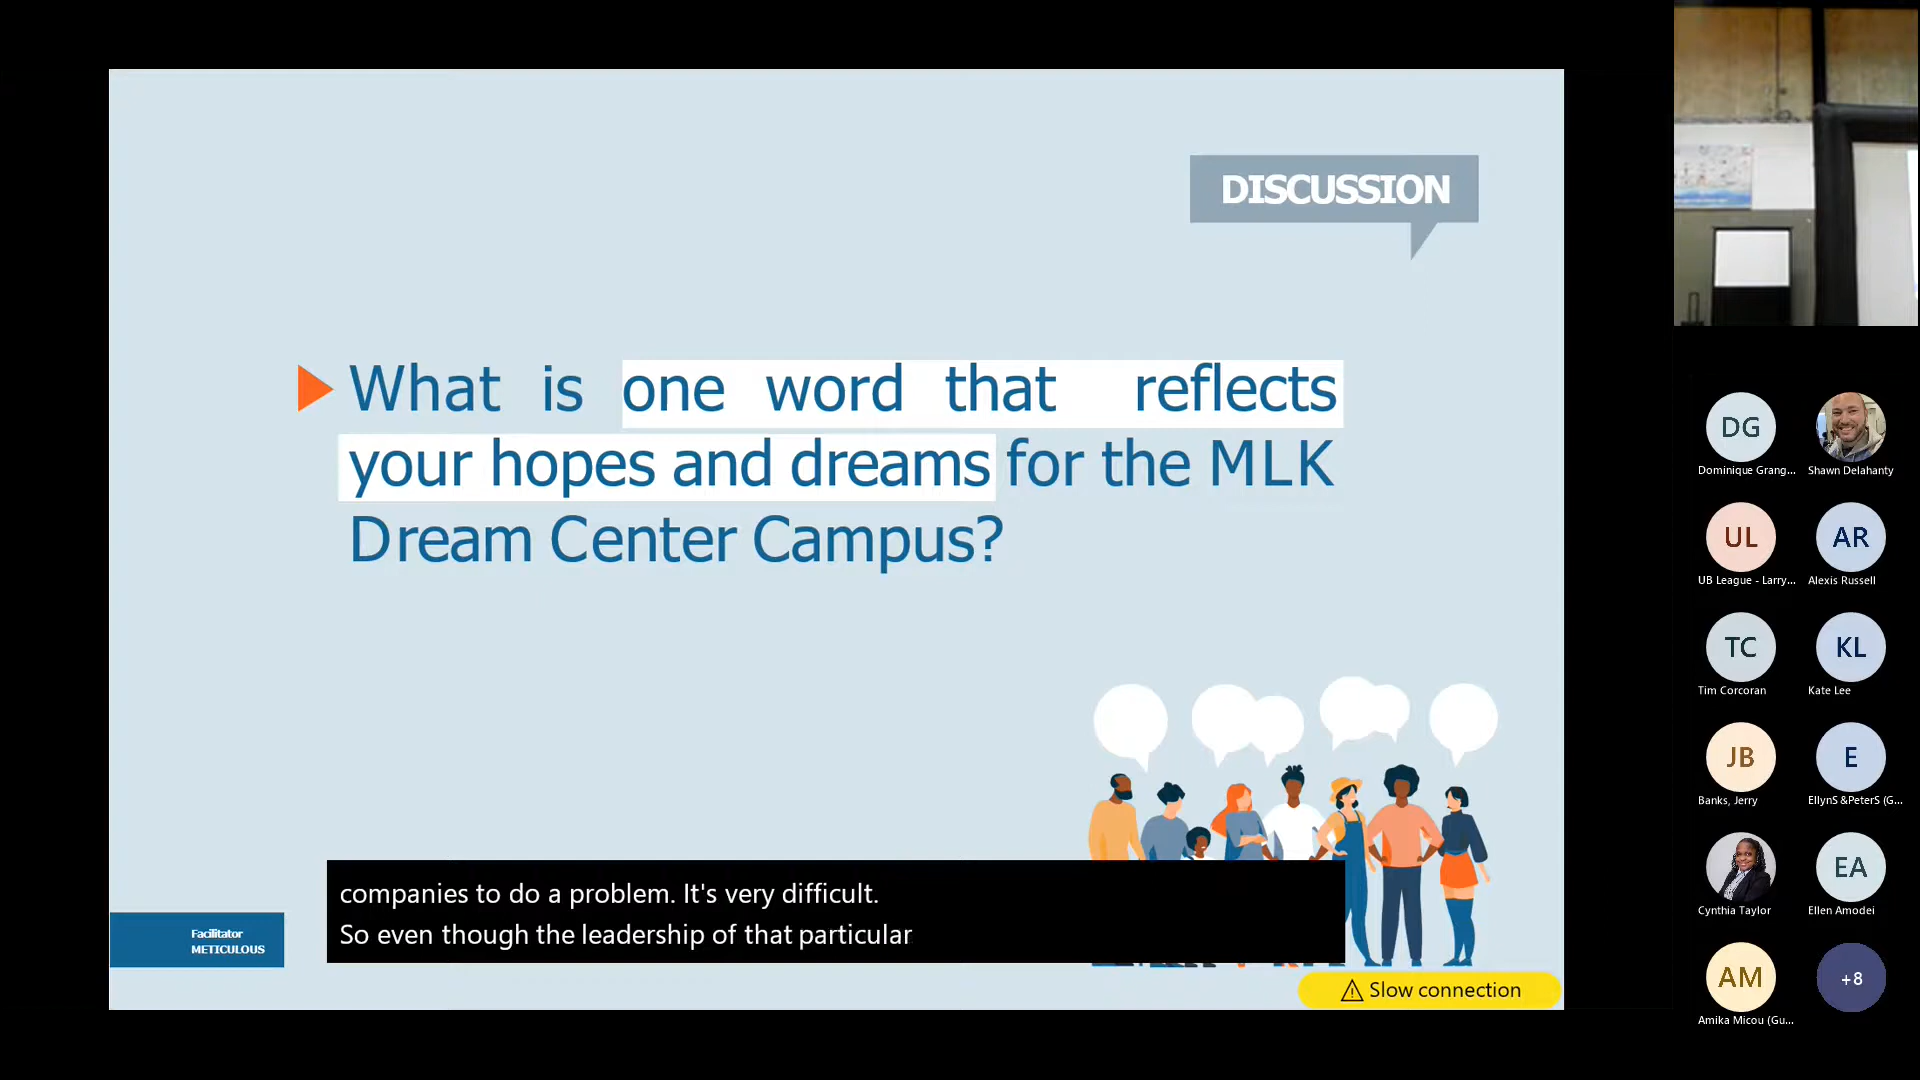 DISCUSSION
What is one word that reflects
your hopes and dreams for the MLK
Dream Center Campus?
companies to do a problem. It's very difficult.
So even though the leadership of that particular
Facilitator
METICULOUS
Slow connection
DG
Dominique Grang...
Shawn Delahanty
UL
UB League - Larry...
AR
Alexis Russell
TC
Tim Corcoran
KL
Kate Lee
JB
Banks, Jerry
E
EllynS &PeterS (G...
Cynthia Taylor
EA
Ellen Amodei
AM
Amika Micou (Gu...
+8